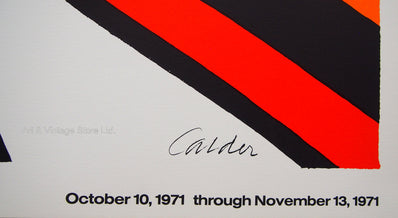 Art & Vintage Store Ltd.
Calder
October 10, 1971 through November 13, 1971